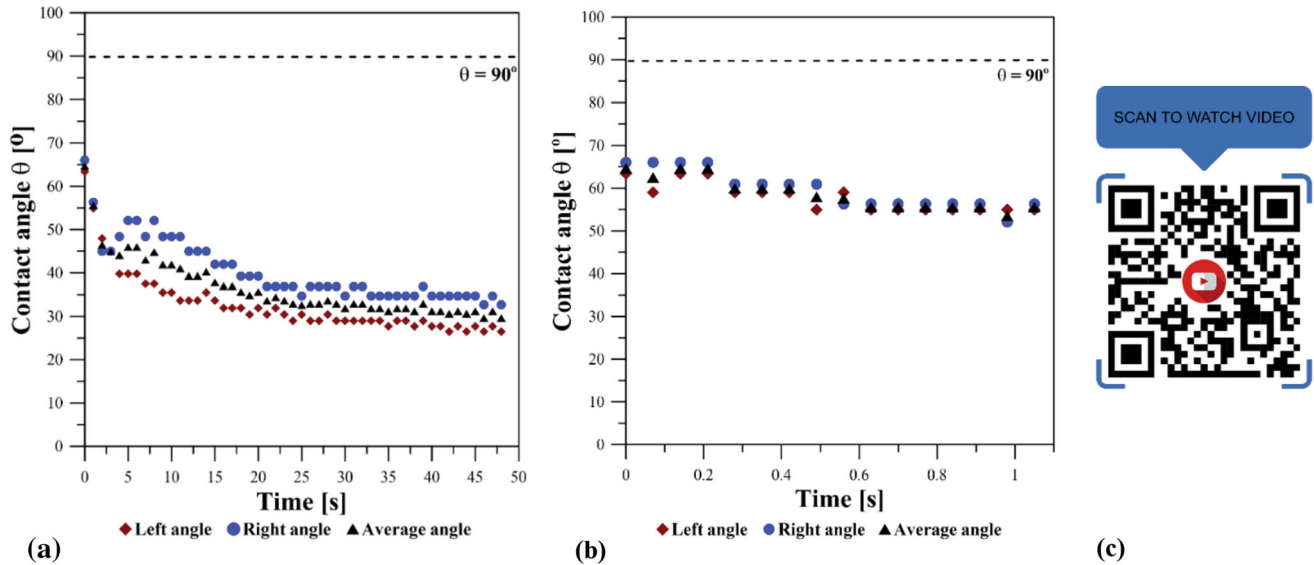 100
90
80
70
60
50
40
30
20
10
0
Contact angle θ [º]
θ = 90º
0 5 10 15 20 25 30 35 40 45 50
Time [s]
Left angle Right angle Average angle
(a)
100
90
80
70
60
50
40
30
20
10
0
Contact angle θ [º]
θ = 90º
0 0.2 0.4 0.6 0.8 1
Time [s]
Left angle Right angle Average angle
(b)
SCAN TO WATCH VIDEO
(c)